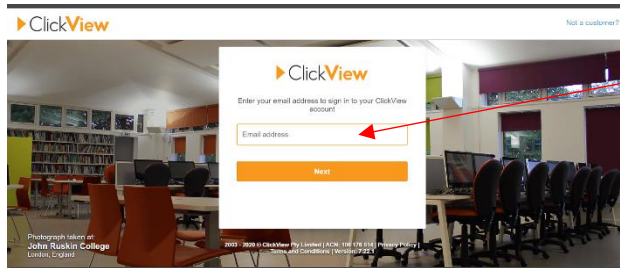 ClickView
Not a customer?
ClickView
Enter your email address to sign in to your ClickView
account
Email address
Next
Photograph taken at:
John Ruskin College
London, England
2003 - 2020 © ClickView Pty Limited | ACN: 106 176 514 | Privacy Policy |
Terms and Conditions | Version: 7.22.1